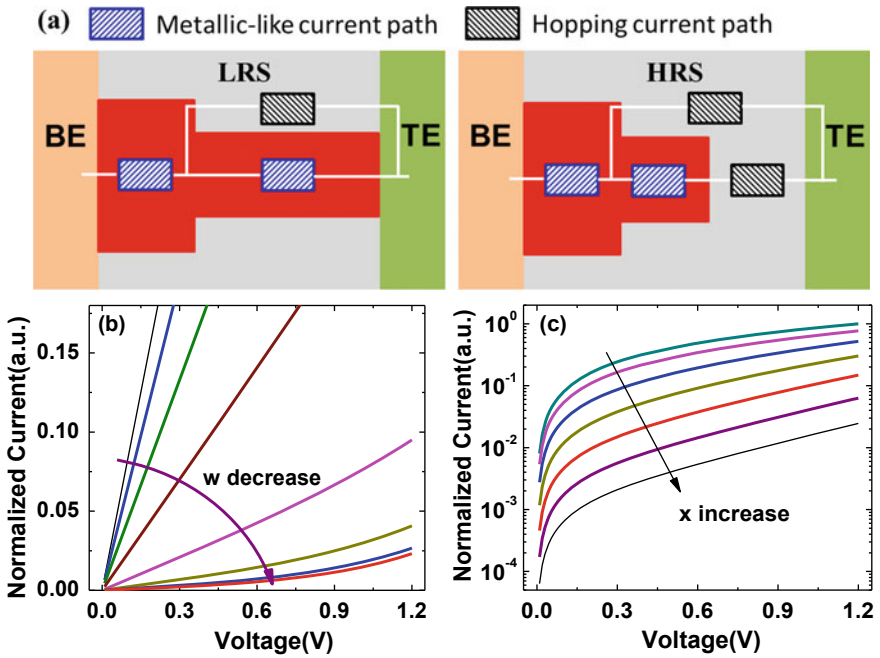 (a) Metallic-like current path Hopping current path
LRS HRS
BE TE BE TE
(b)
w decrease
0.15
0.10
0.05
0.00
Normalized Current(a.u.)
0.0 0.3 0.6 0.9 1.2
Voltage(V)
(c)
x increase
10^0
10^-1
10^-2
10^-3
10^-4
Normalized Current(a.u.)
0.0 0.3 0.6 0.9 1.2
Voltage(V)